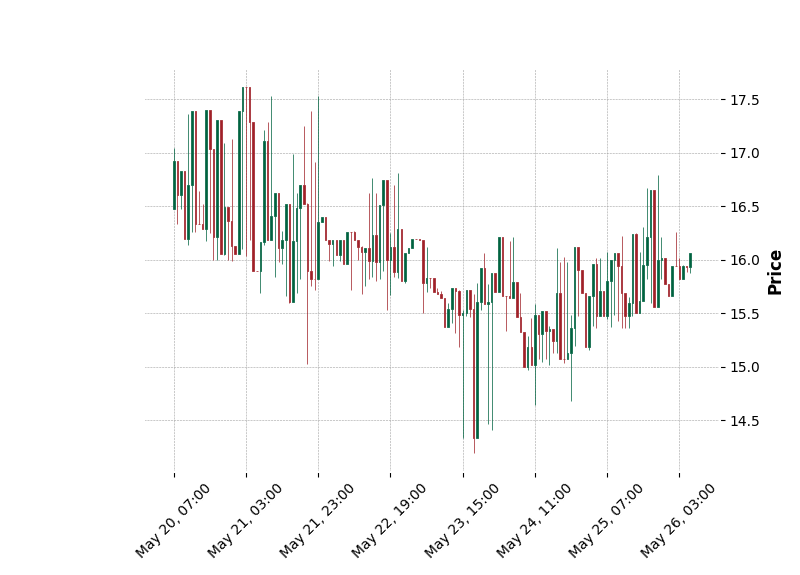 17.5
17.0
16.5
16.0
15.5
15.0
14.5
Price
May 20, 07:00
May 21, 03:00
May 21, 23:00
May 22, 19:00
May 23, 15:00
May 24, 11:00
May 25, 07:00
May 26, 03:00